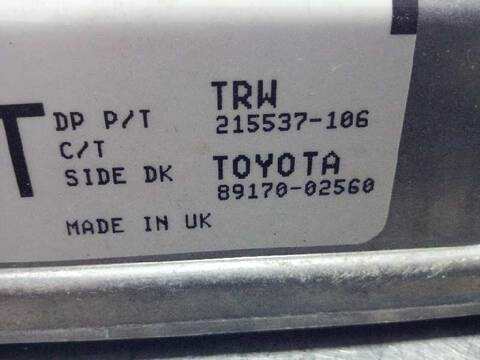 T
DP P/T TRW
215537-106
C/T
SIDE DK TOYOTA
89170-02560
MADE IN UK